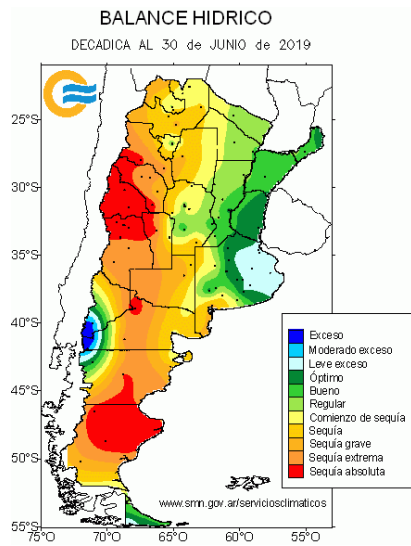 BALANCE HIDRICO
DECADICA AL 30 de JUNIO de 2019
25°S
30°S
35°S
40°S
45°S
50°S
55°S
75°O
70°O
65°O
60°O
55°O
Exceso
Moderado exceso
Leve exceso
Óptimo
Bueno
Regular
Comienzo de sequía
Sequía
Sequía grave
Sequía extrema
Sequía absoluta
www.smn.gov.ar/serviciosclimaticos